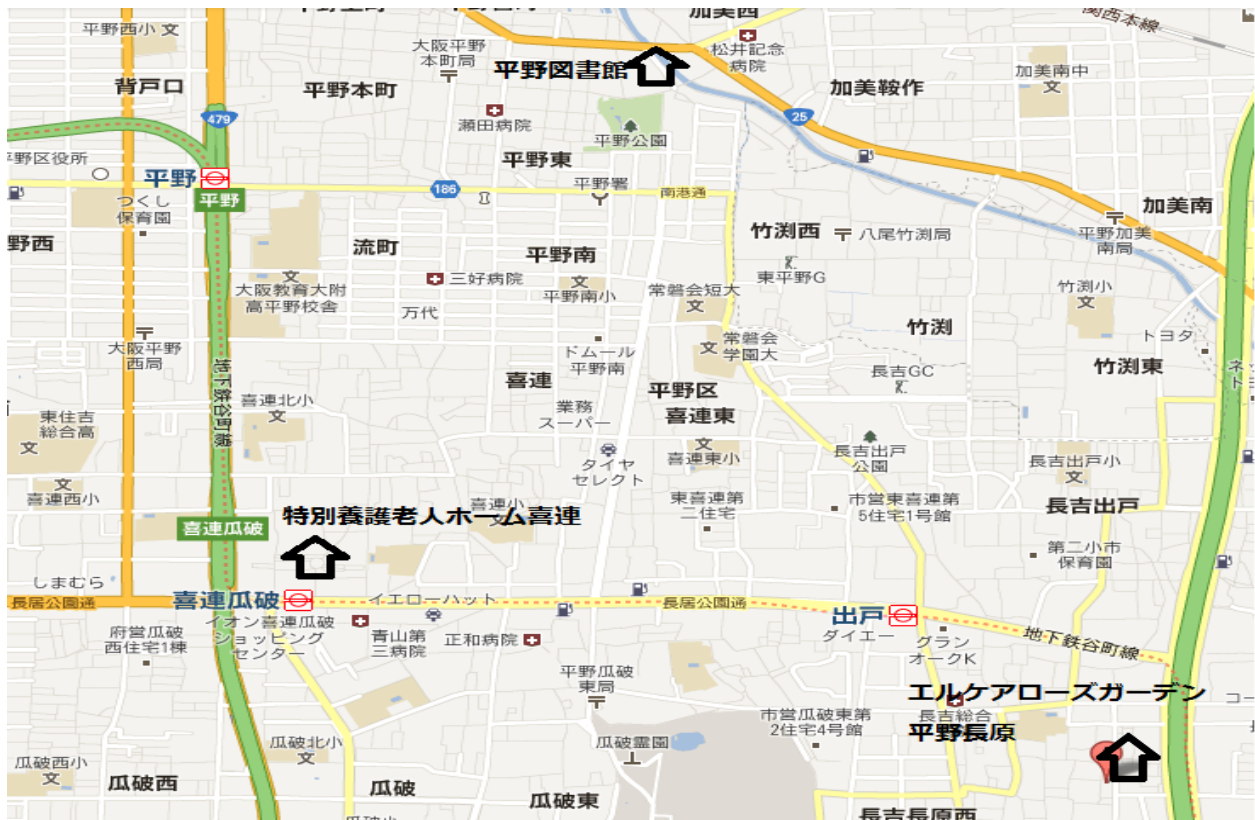 平野西小
加美西
関西本線
大阪平野
本町局
松井記念
病院
平野図書館
加美南中
背戸口
平野本町
加美鞍作
瀬田病院
479
25
平野公園
平野区役所
平野東
平野
186
平野署
南港通
平野
つくし
保育園
加美南
竹渕西
八尾竹渕局
平野加美
南局
野西
流町
平野南
東平野G
三好病院
大阪教育大附
高平野校舎
平野南小
常磐会短大
竹渕小
万代
竹渕
大阪平野
西局
ドムール
平野南
常磐会
学園大
トヨタ
地下鉄谷町線
喜連
平野区
長吉GC
竹渕東
ネト
喜連北小
業務
スーパー
喜連東
東住吉
総合高
タイヤ
セレクト
喜連東小
長吉出戸
公園
長吉出戸小
喜連西小
喜連小
東喜連第
二住宅
市営東喜連第
5住宅1号館
長吉出戸
特別養護老人ホーム喜連
喜連瓜破
第二小市
住宅
しまむら
長居公園通
喜連瓜破
イエローハット
長居公園通
出戸
イオン喜連瓜破
ショッピング
センター
ダイエー
府営瓜破
西住宅1棟
青山第
三病院
正和病院
グラン
オークK
地下鉄谷町線
平野瓜破
東局
エルケアローズガーデン
コー
市営瓜破東第
2住宅4号館
長吉総合
平野長原
瓜破北小
瓜破霊園
瓜破西小
瓜破西
瓜破
瓜破東
長吉長原西